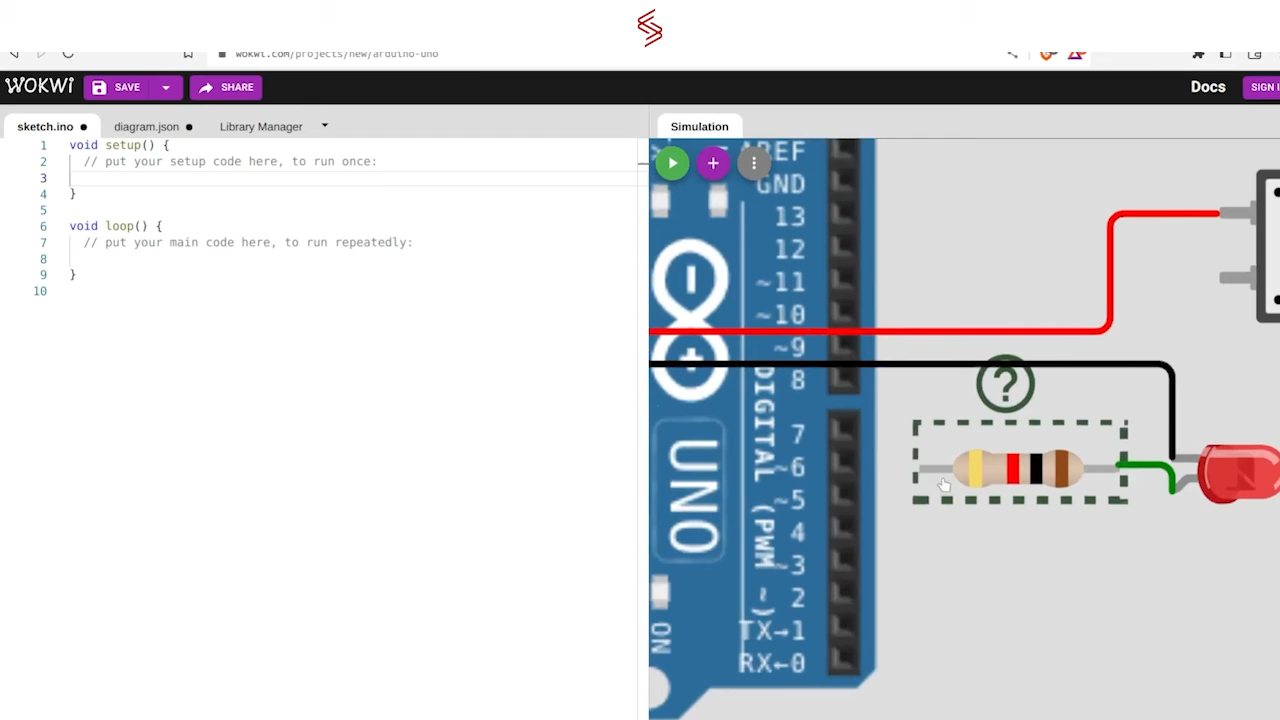 wokwi.com/projects/new/arduino-uno
WOKWI SAVE SHARE Docs SIGN I
sketch.ino diagram.json Library Manager Simulation
1 void setup() {
2 // put your setup code here, to run once:
3
4 }
5
6 void loop() {
7 // put your main code here, to run repeatedly:
8
9 }
10
AREF
GND
13
12
~11
~10
~9
8
7
~6
~5
4
~3
2
TX→1
RX←0
DIGITAL (PWM ~)
UNO
ON
?